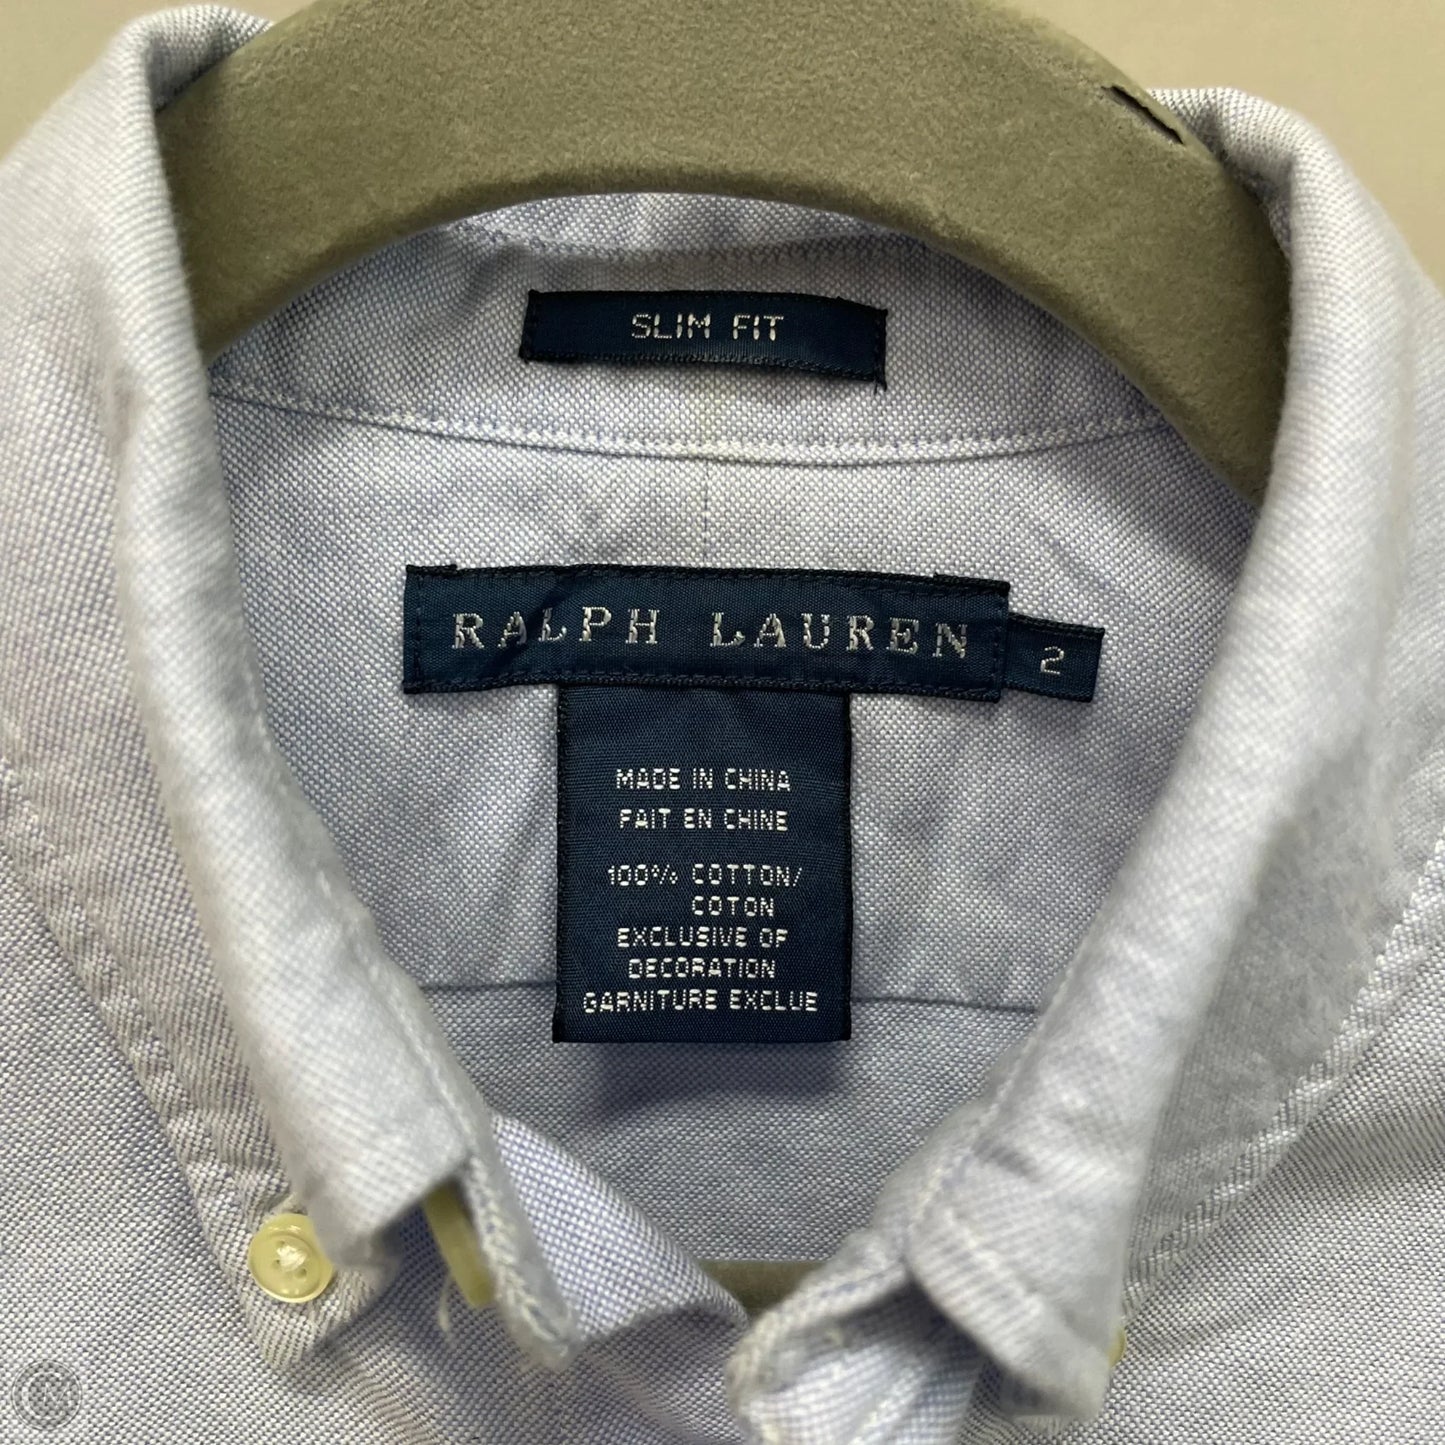 SLIM FIT
RALPH LAUREN 2
MADE IN CHINA
FAIT EN CHINE
100% COTTON/
COTON
EXCLUSIVE OF
DECORATION
GARNITURE EXCLUE